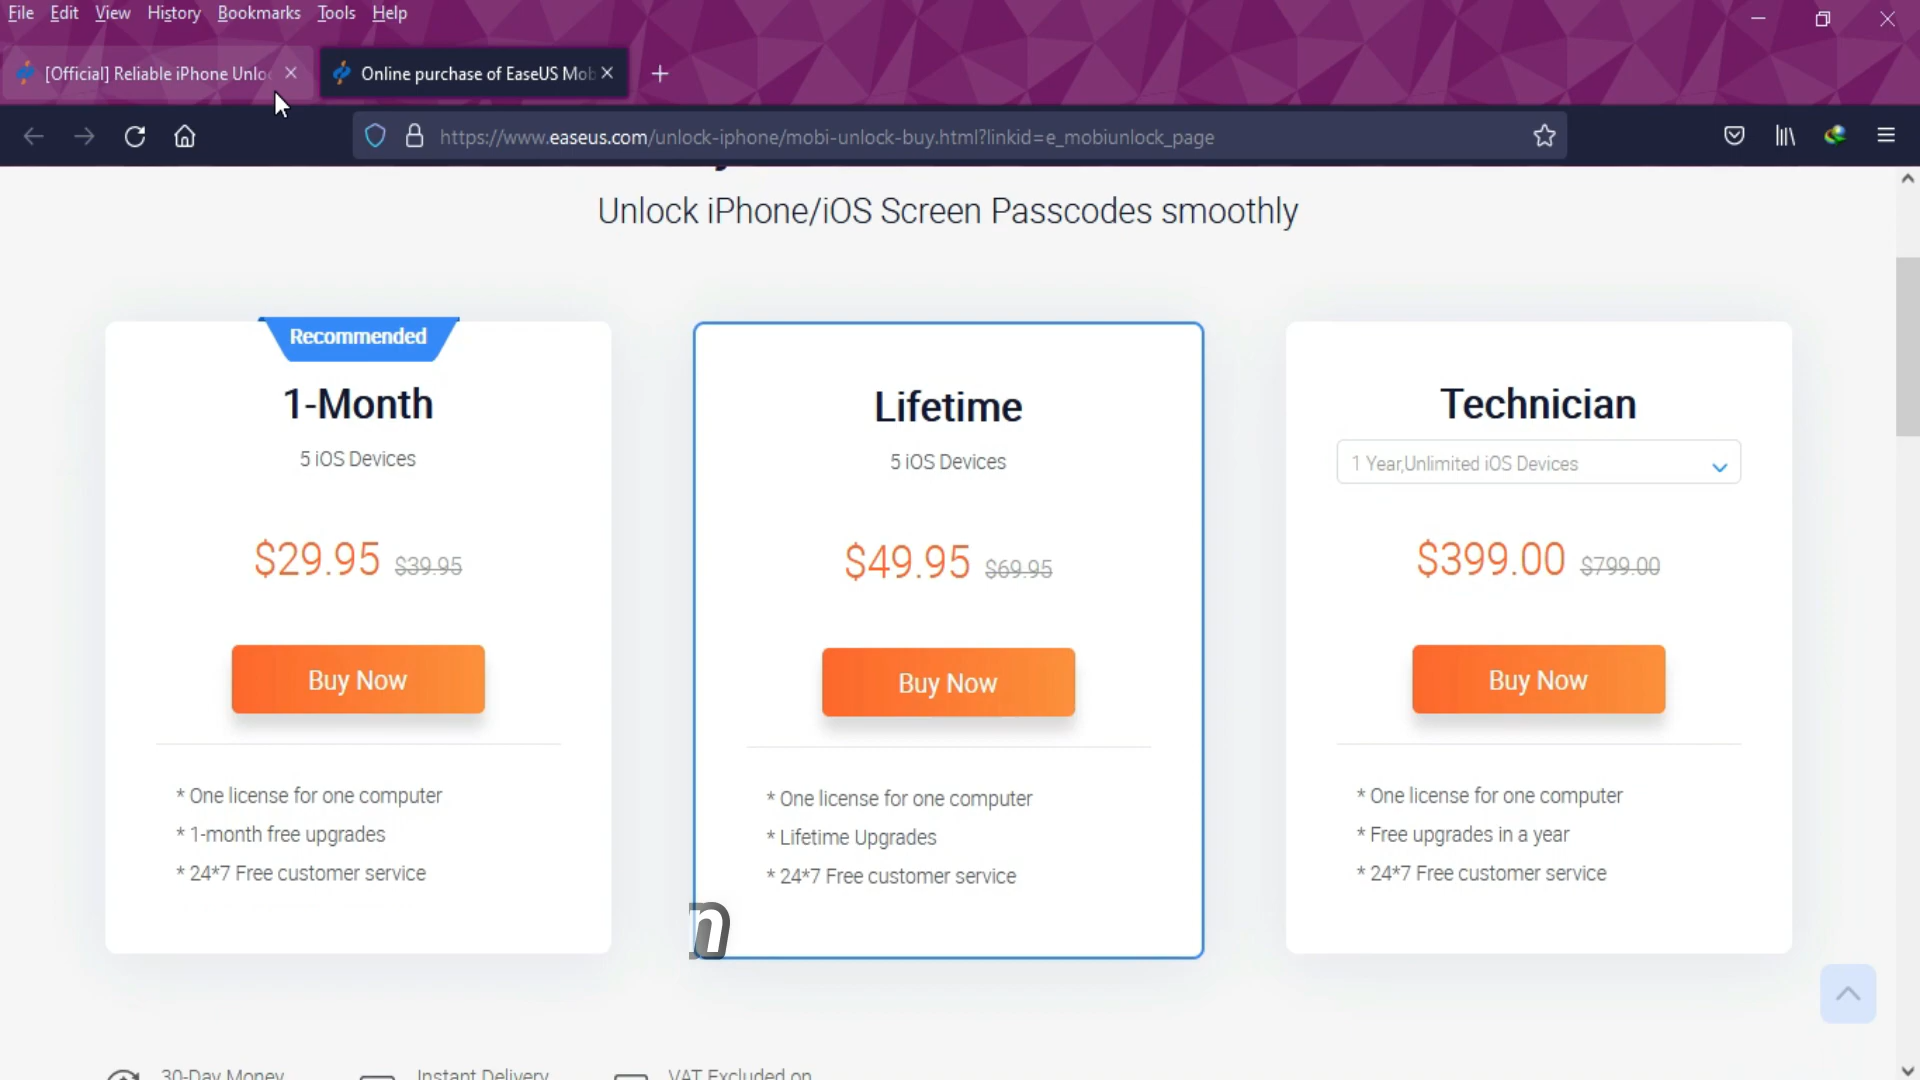 File Edit View History Bookmarks Tools Help
[Official] Reliable iPhone Unlo
Online purchase of EaseUS Mob
https://www.easeus.com/unlock-iphone/mobi-unlock-buy.html?linkid=e_mobiunlock_page
Unlock iPhone/iOS Screen Passcodes smoothly
Recommended
1-Month
5 iOS Devices
$29.95 $39.95
Buy Now
* One license for one computer
* 1-month free upgrades
* 24*7 Free customer service
Lifetime
5 iOS Devices
$49.95 $69.95
Buy Now
* One license for one computer
* Lifetime Upgrades
* 24*7 Free customer service
n
Technician
1 Year,Unlimited iOS Devices
$399.00 $799.00
Buy Now
* One license for one computer
* Free upgrades in a year
* 24*7 Free customer service
30-Day Money
Instant Delivery
VAT Excluded on